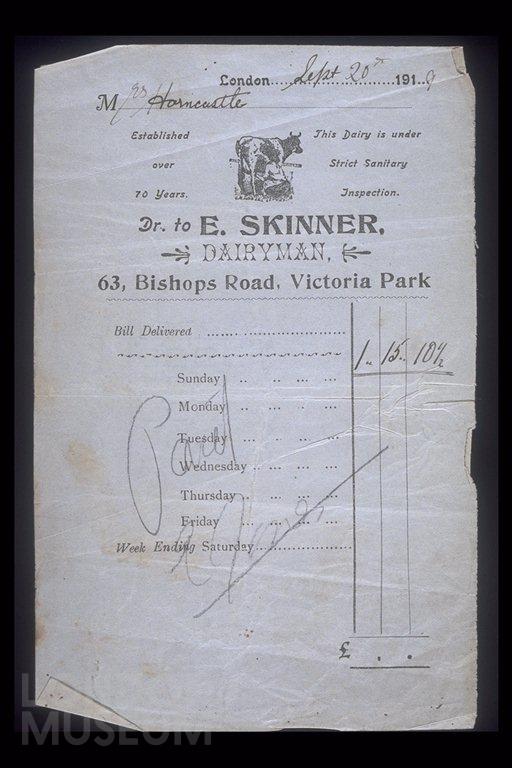 London Sept 20th 1919
Mrs Horncastle
Established over 70 Years.
This Dairy is under Strict Sanitary Inspection.
Dr. to E. SKINNER,
DAIRYMAN,
63, Bishops Road, Victoria Park
Bill Delivered 1 " 15 .. 10½
Sunday
Monday
Tuesday
Wednesday
Thursday
Friday
Week Ending Saturday
Paid
£ . .
MUSEUM